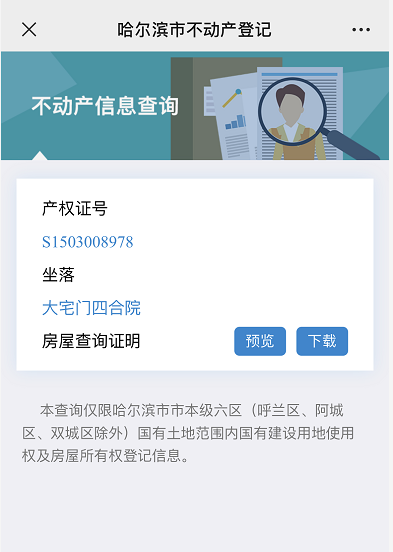 哈尔滨市不动产登记
不动产信息查询
产权证号
S1503008978
坐落
大宅门四合院
房屋查询证明
预览
下载
本查询仅限哈尔滨市市本级六区（呼兰区、阿城
区、双城区除外）国有土地范围内国有建设用地使用
权及房屋所有权登记信息。